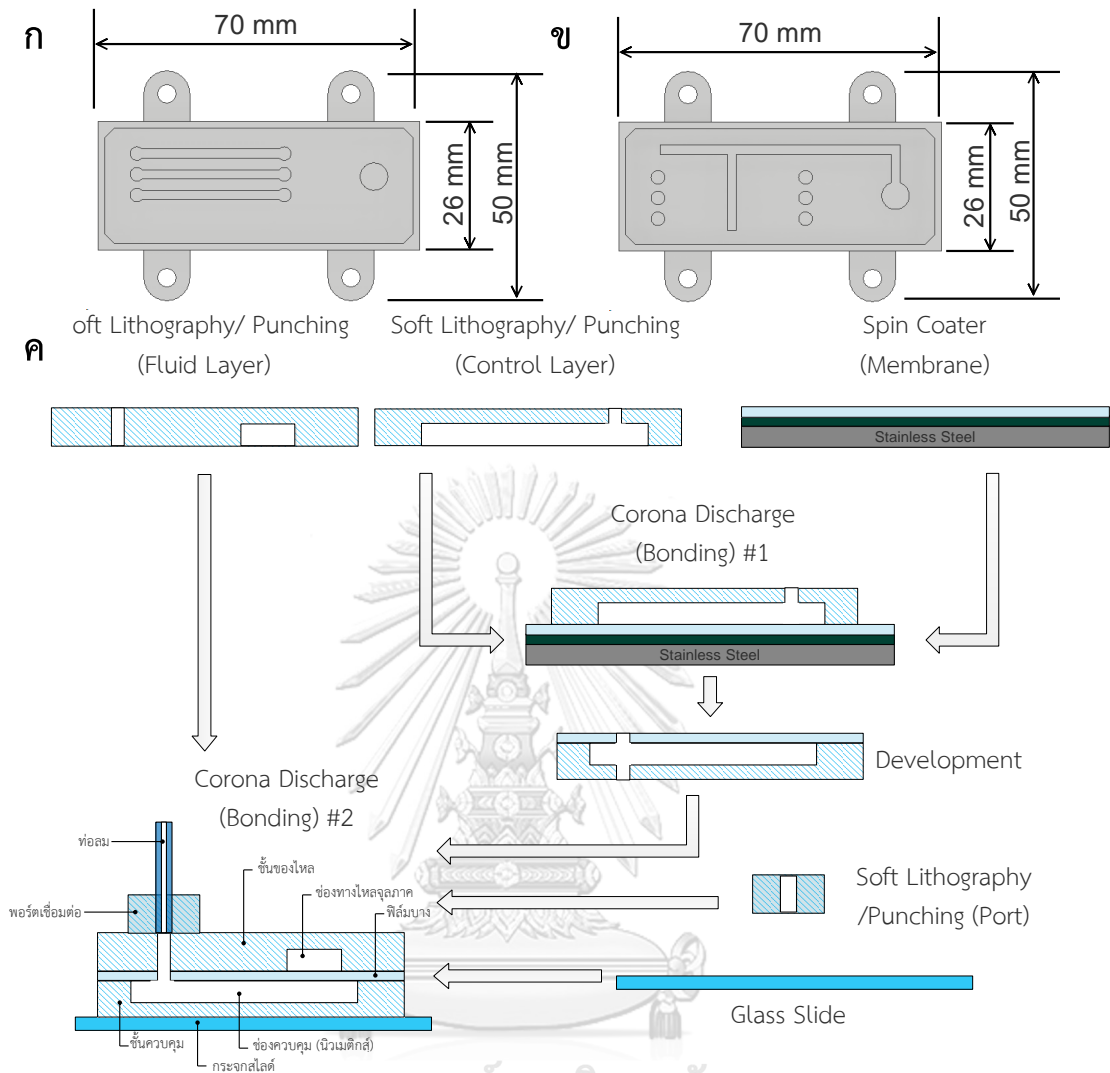 ก
70 mm
26 mm
50 mm
ข
70 mm
26 mm
50 mm
ค
oft Lithography/ Punching
(Fluid Layer)
Soft Lithography/ Punching
(Control Layer)
Spin Coater
(Membrane)
Stainless Steel
Corona Discharge
(Bonding) #1
Stainless Steel
Development
Corona Discharge
(Bonding) #2
ท่อลม
ชั้นของไหล
ช่องทางไหลจุลภาค
ฟิล์มบาง
พอร์ตเชื่อมต่อ
Soft Lithography
/Punching (Port)
Glass Slide
ชั้นควบคุม
ช่องควบคุม (นิวเมติกส์)
กระจกสไลด์